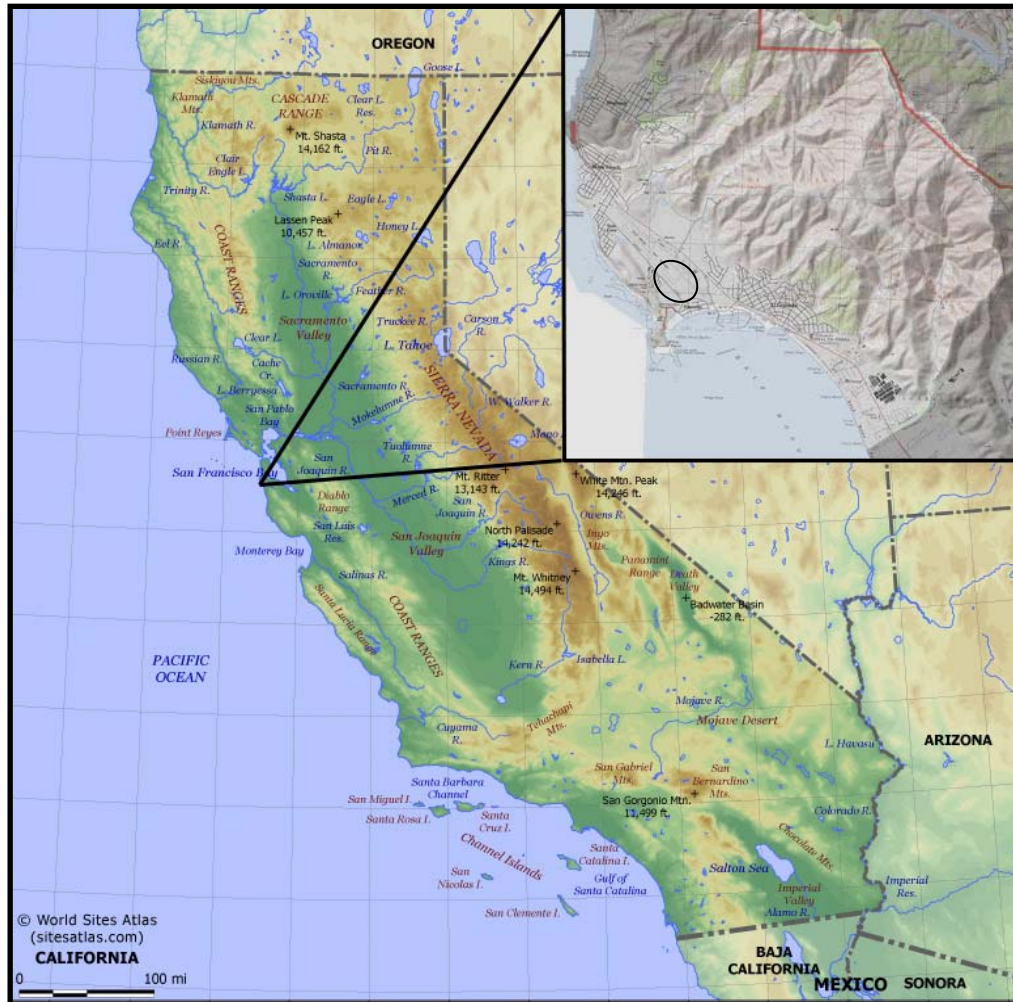 OREGON
Goose L.
Siskiyou Mts.
Klamath
Mts.
CASCADE
RANGE
Clear L.
Res.
Klamath R.
Mt. Shasta
14,162 ft.
Pit R.
Clair
Engle L.
Trinity R.
Shasta L.
Eagle L.
Lassen Peak
10,457 ft.
Honey L.
L. Almanor
Eel R.
COAST RANGES
Sacramento
R.
L. Oroville
Feather R.
Sacramento
Valley
Truckee R.
Carson
R.
Clear L.
L. Tahoe
Russian R.
Cache
Cr.
SIERRA NEVADA
L. Berryessa
Sacramento R.
Mokelumne R.
W. Walker R.
San Pablo
Bay
Point Reyes
Tuolumne
R.
Mono
San Francisco Bay
San
Joaquin R.
Mt. Ritter
13,143 ft.
White Mtn. Peak
14,246 ft.
Diablo
Range
Merced R.
San
Joaquin R.
Owens R.
San Luis
Res.
San Joaquin
Valley
North Palisade
14,242 ft.
Inyo
Mts.
Monterey Bay
Kings R.
Panamint
Range
Death
Valley
Salinas R.
Mt. Whitney
14,494 ft.
Badwater Basin
-282 ft.
Santa Lucia Range
COAST RANGES
PACIFIC
OCEAN
Kern R.
Isabella L.
Mojave R.
Cuyama
R.
Tehachapi
Mts.
Mojave Desert
L. Havasu
ARIZONA
San Gabriel
Mts.
San
Bernardino
Mts.
Santa Barbara
Channel
San Miguel I.
Santa Rosa I.
Santa
Cruz I.
San Gorgonio Mtn.
11,499 ft.
Colorado R.
Channel Islands
Chocolate Mts.
Santa
Catalina I.
San
Nicolas I.
Gulf of
Santa Catalina
Salton Sea
Imperial
Valley
Imperial
Res.
San Clemente I.
Alamo R.
© World Sites Atlas
(sitesatlas.com)
CALIFORNIA
0 100 mi
BAJA
CALIFORNIA
MEXICO
SONORA